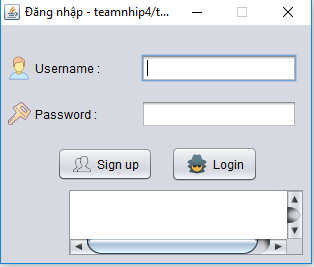 Đăng nhập - teamnhip4/t...
Username :
Password :
Sign up
Login